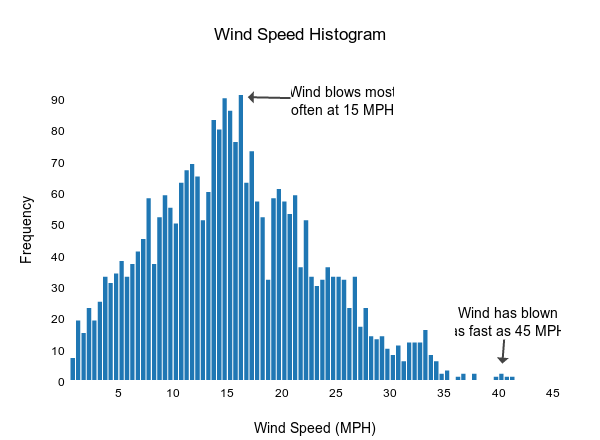 Wind Speed Histogram
Wind blows most
often at 15 MPH
90
80
70
60
50
40
30
20
10
0
Frequency
Wind has blown
as fast as 45 MPH
5
10
15
20
25
30
35
40
45
Wind Speed (MPH)